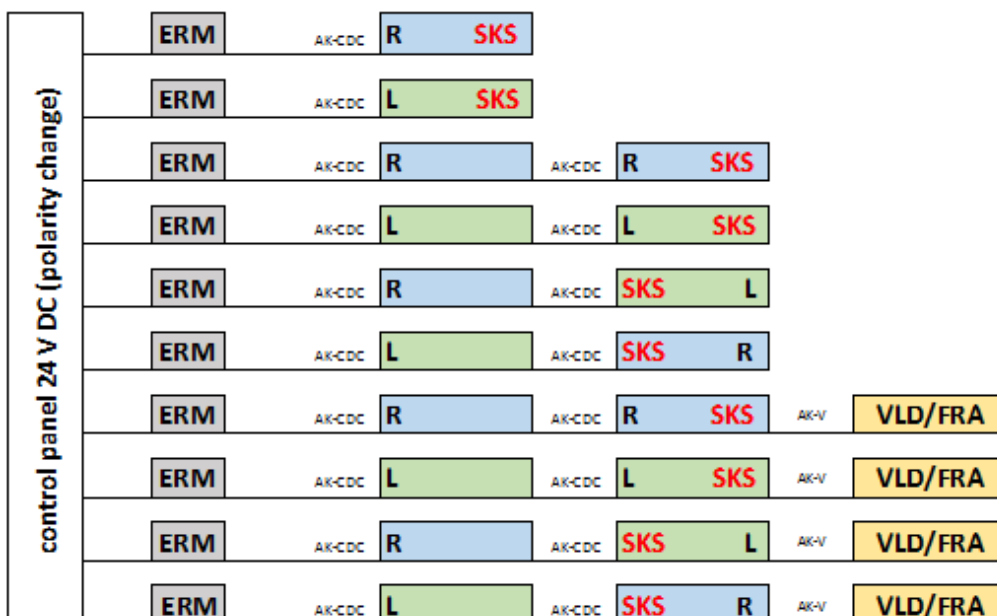 control panel 24 V DC (polarity change)
ERM AK-CDC R SKS
ERM AK-CDC L SKS
ERM AK-CDC R AK-CDC R SKS
ERM AK-CDC L AK-CDC L SKS
ERM AK-CDC R AK-CDC SKS L
ERM AK-CDC L AK-CDC SKS R
ERM AK-CDC R AK-CDC R SKS AK-V VLD/FRA
ERM AK-CDC L AK-CDC L SKS AK-V VLD/FRA
ERM AK-CDC R AK-CDC SKS L AK-V VLD/FRA
ERM AK-CDC L AK-CDC SKS R AK-V VLD/FRA